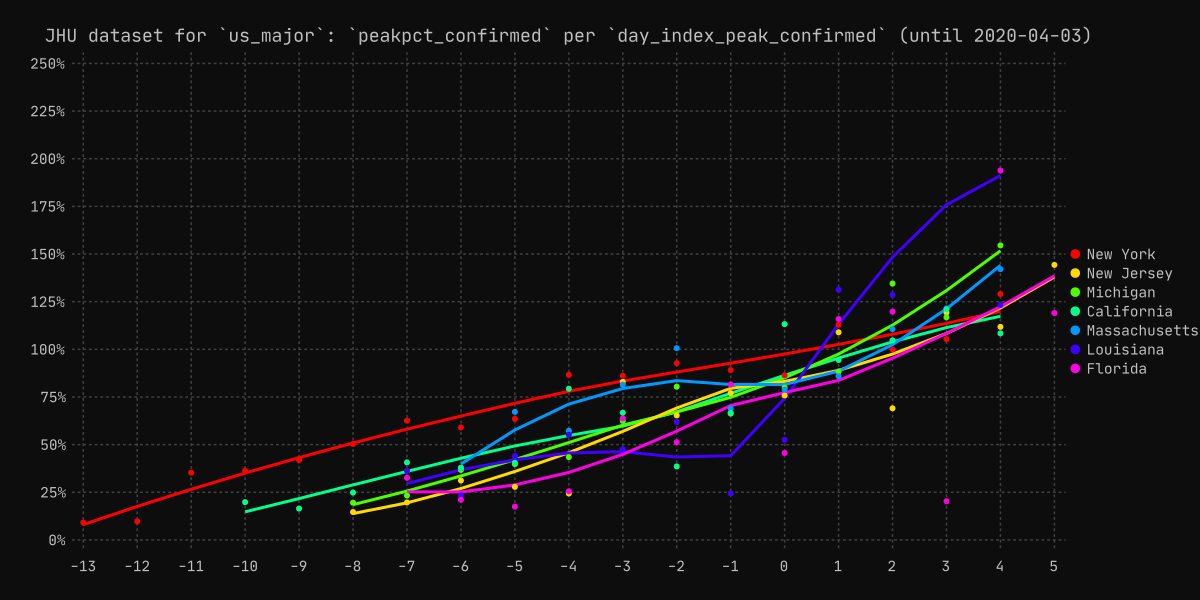 JHU dataset for `us_major`: `peakpct_confirmed` per `day_index_peak_confirmed` (until 2020-04-03)
250%
225%
200%
175%
150%
125%
100%
75%
50%
25%
0%
-13 -12 -11 -10 -9 -8 -7 -6 -5 -4 -3 -2 -1 0 1 2 3 4 5
New York
New Jersey
Michigan
California
Massachusetts
Louisiana
Florida